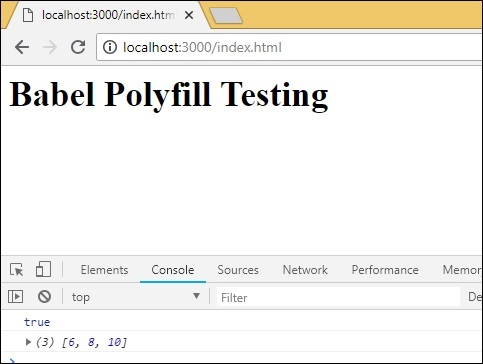 localhost:3000/index.htm
localhost:3000/index.html
Babel Polyfill Testing
Elements Console Sources Network Performance Memor
top Filter De
true
(3) [6, 8, 10]